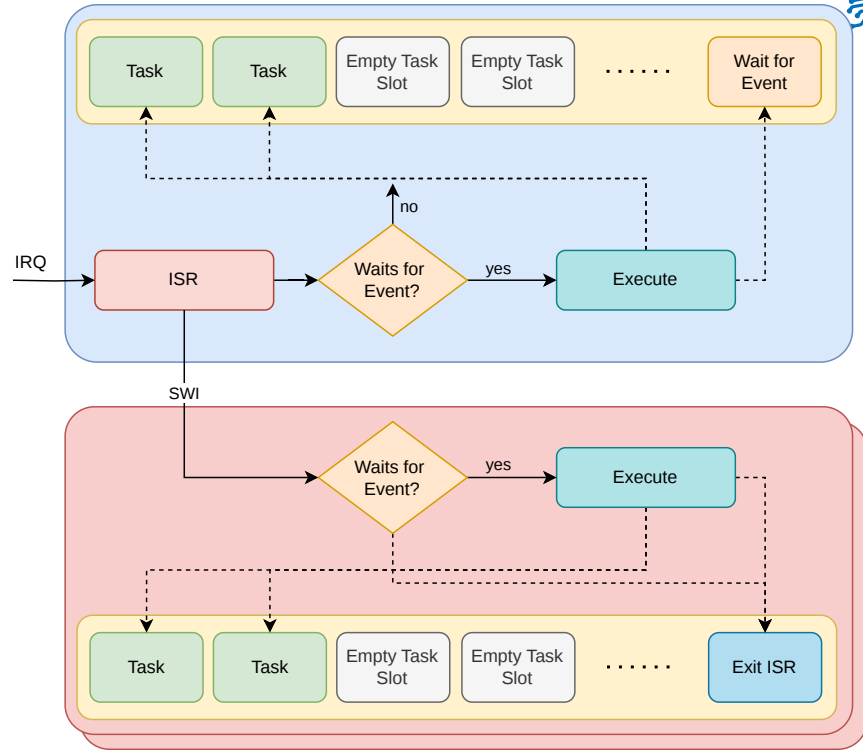 Task
Task
Empty Task
Slot
Empty Task
Slot
......
Wait for
Event
no
IRQ
ISR
Waits for
Event?
yes
Execute
SWI
Waits for
Event?
yes
Execute
Task
Task
Empty Task
Slot
Empty Task
Slot
......
Exit ISR